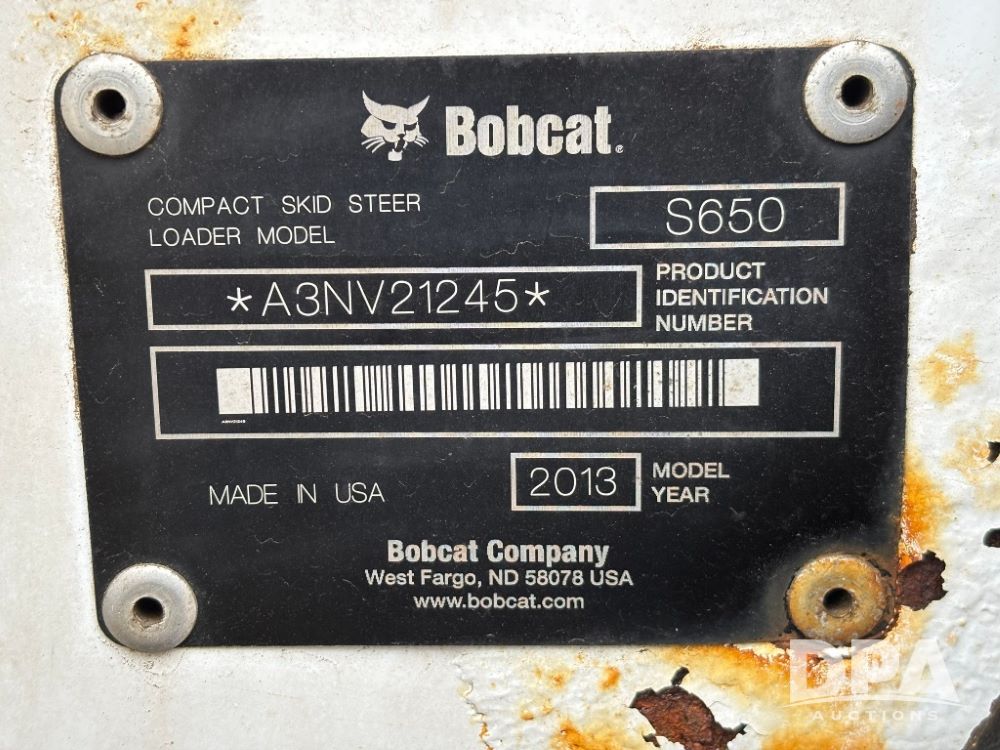 Bobcat®
COMPACT SKID STEER
LOADER MODEL
S650
*A3NV21245*
PRODUCT
IDENTIFICATION
NUMBER
MADE IN USA
2013
MODEL
YEAR
Bobcat Company
West Fargo, ND 58078 USA
www.bobcat.com
DPA
AUCTIONS